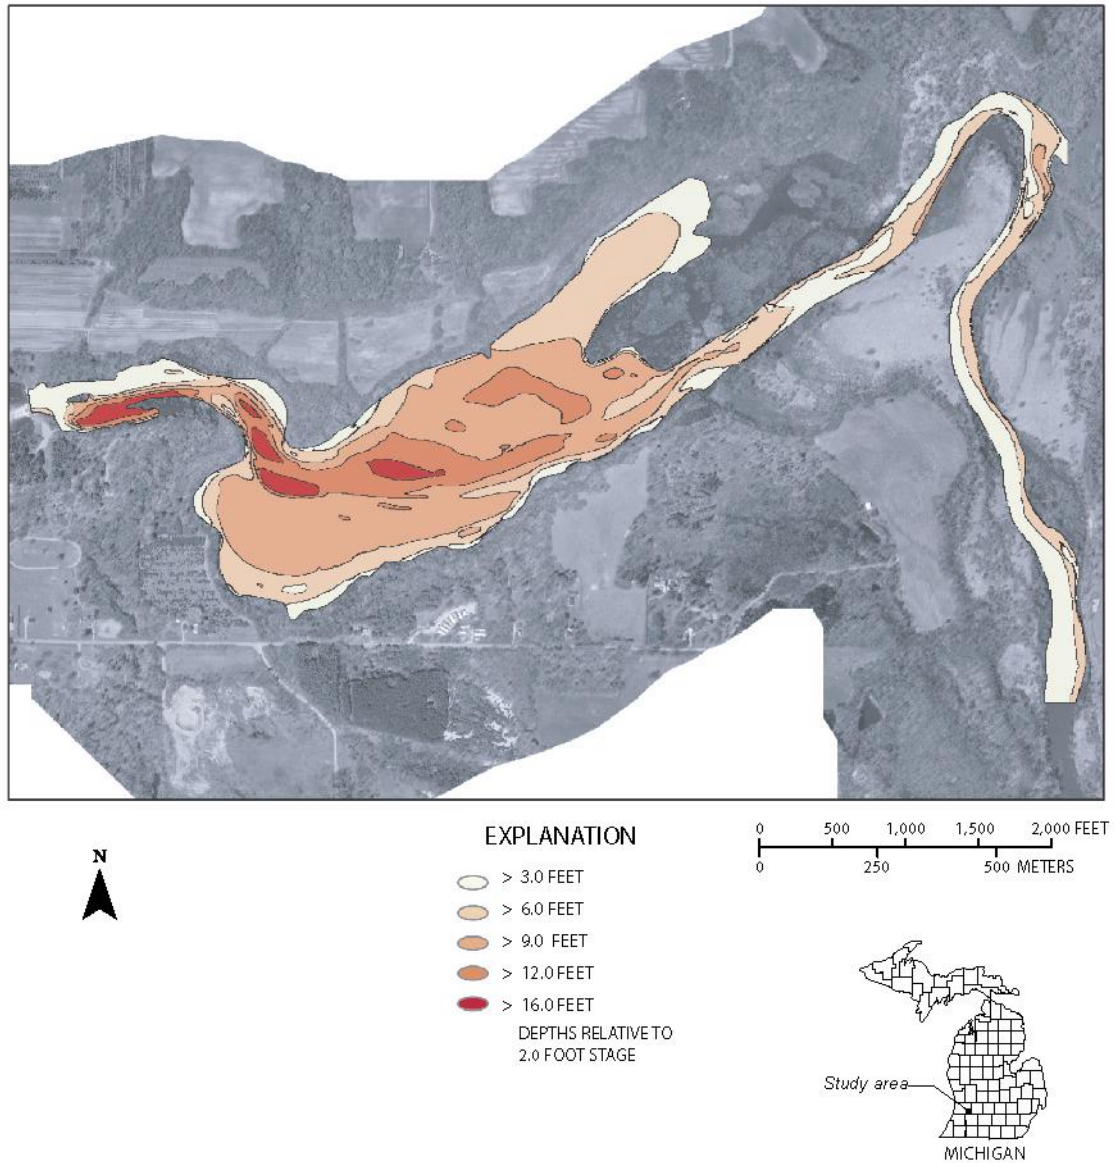 EXPLANATION
> 3.0 FEET
> 6.0 FEET
> 9.0 FEET
> 12.0 FEET
> 16.0 FEET
DEPTHS RELATIVE TO
2.0 FOOT STAGE
0 500 1,000 1,500 2,000 FEET
0 250 500 METERS
N
Study area
MICHIGAN